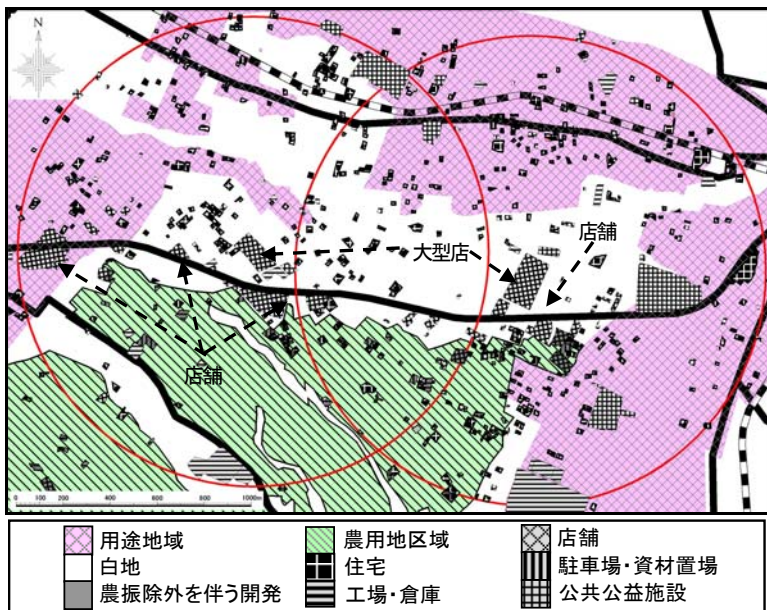 N
店舗
大型店
店舗
0 200 400 600 800 1000m
用途地域
農用地区域
店舗
白地
住宅
駐車場・資材置場
農振除外を伴う開発
工場・倉庫
公共公益施設